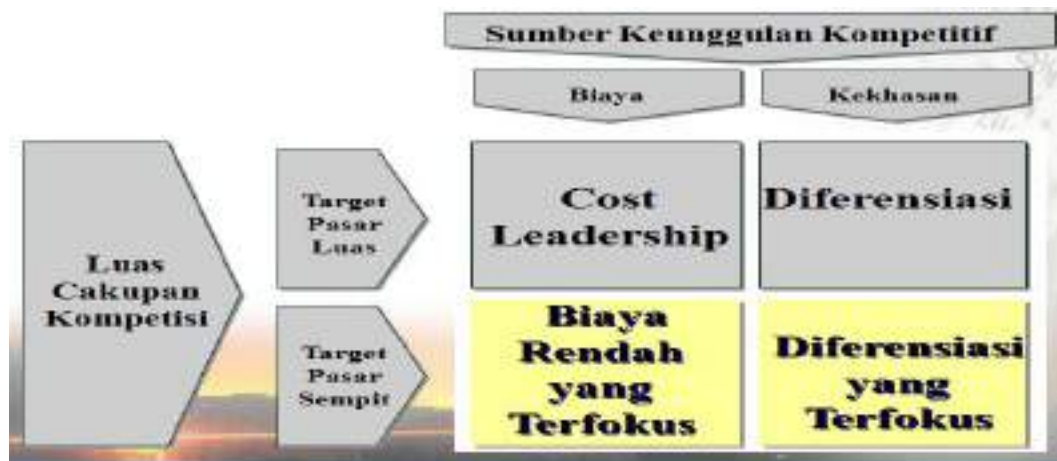 Sumber Keunggulan Kompetitif
Biaya
Kekhasan
Luas
Cakupan
Kompetisi
Target
Pasar
Luas
Cost
Leadership
Diferensiasi
Target
Pasar
Sempit
Biaya
Rendah
yang
Terfokus
Diferensiasi
yang
Terfokus